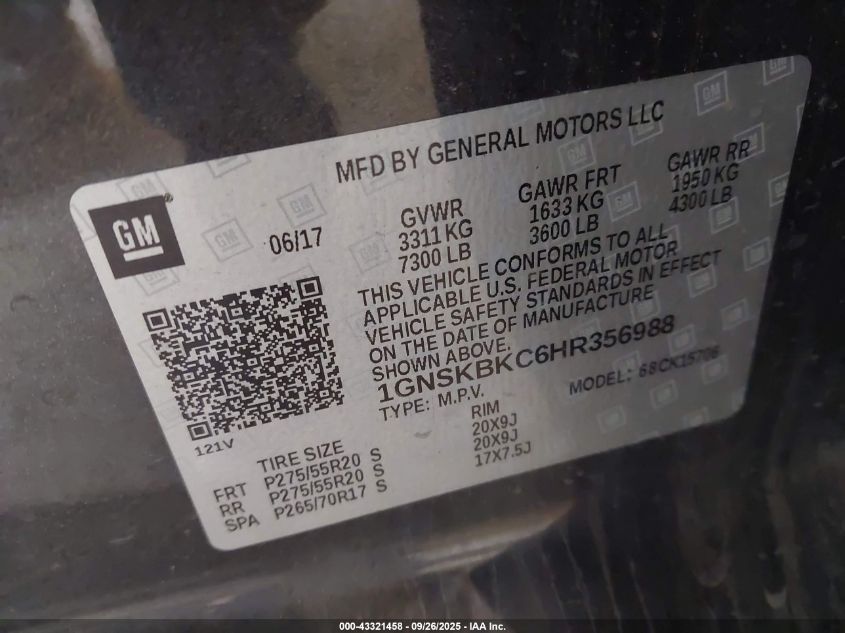 MFD BY GENERAL MOTORS LLC
GM
06/17
GVWR
3311 KG
7300 LB
GAWR FRT
1633 KG
3600 LB
GAWR RR
1950 KG
4300 LB
THIS VEHICLE CONFORMS TO ALL
APPLICABLE U.S. FEDERAL MOTOR
VEHICLE SAFETY STANDARDS IN EFFECT
ON THE DATE OF MANUFACTURE
SHOWN ABOVE.
1GNSKBKC6HR356988
TYPE: M.P.V.
MODEL: 68CK15706
121V
TIRE SIZE
RIM
FRT P275/55R20 S 20X9J
RR P275/55R20 S 20X9J
SPA P265/70R17 S 17X7.5J
000-43321458 - 09/26/2025 - IAA Inc.